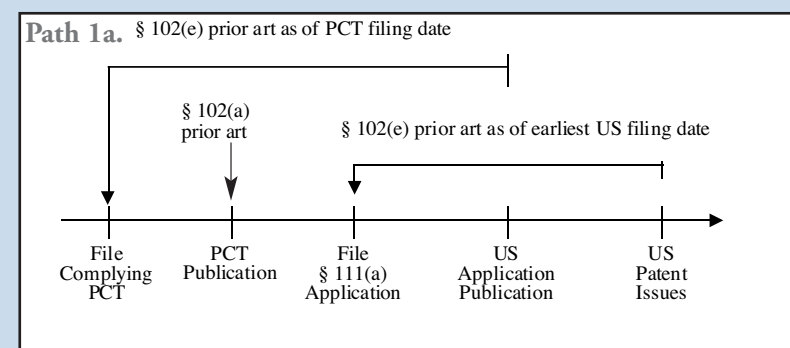 Path 1a. § 102(e) prior art as of PCT filing date
§ 102(a)
prior art
§ 102(e) prior art as of earliest US filing date
File
Complying
PCT
PCT
Publication
File
§ 111(a)
Application
US
Application
Publication
US
Patent
Issues